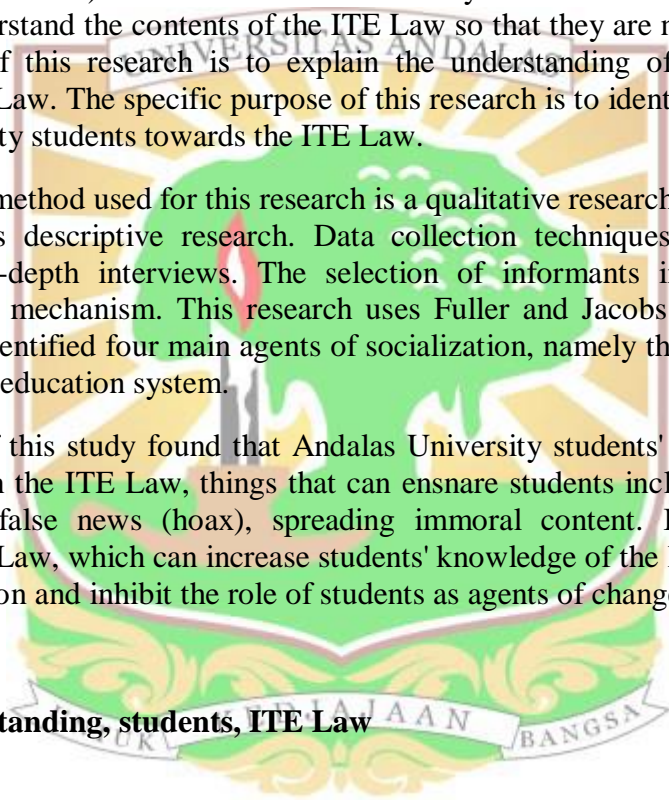 rstand the contents of the ITE Law so that they are n
UNIVERSITAS ANDALAS
f this research is to explain the understanding of
Law. The specific purpose of this research is to ident
ty students towards the ITE Law.
method used for this research is a qualitative research
s descriptive research. Data collection techniques
-depth interviews. The selection of informants i
mechanism. This research uses Fuller and Jacobs
entified four main agents of socialization, namely th
education system.
f this study found that Andalas University students'
n the ITE Law, things that can ensnare students incl
false news (hoax), spreading immoral content.
Law, which can increase students' knowledge of the
on and inhibit the role of students as agents of change
tanding, students, ITE Law
UK KEDJAJAAN BANGSA